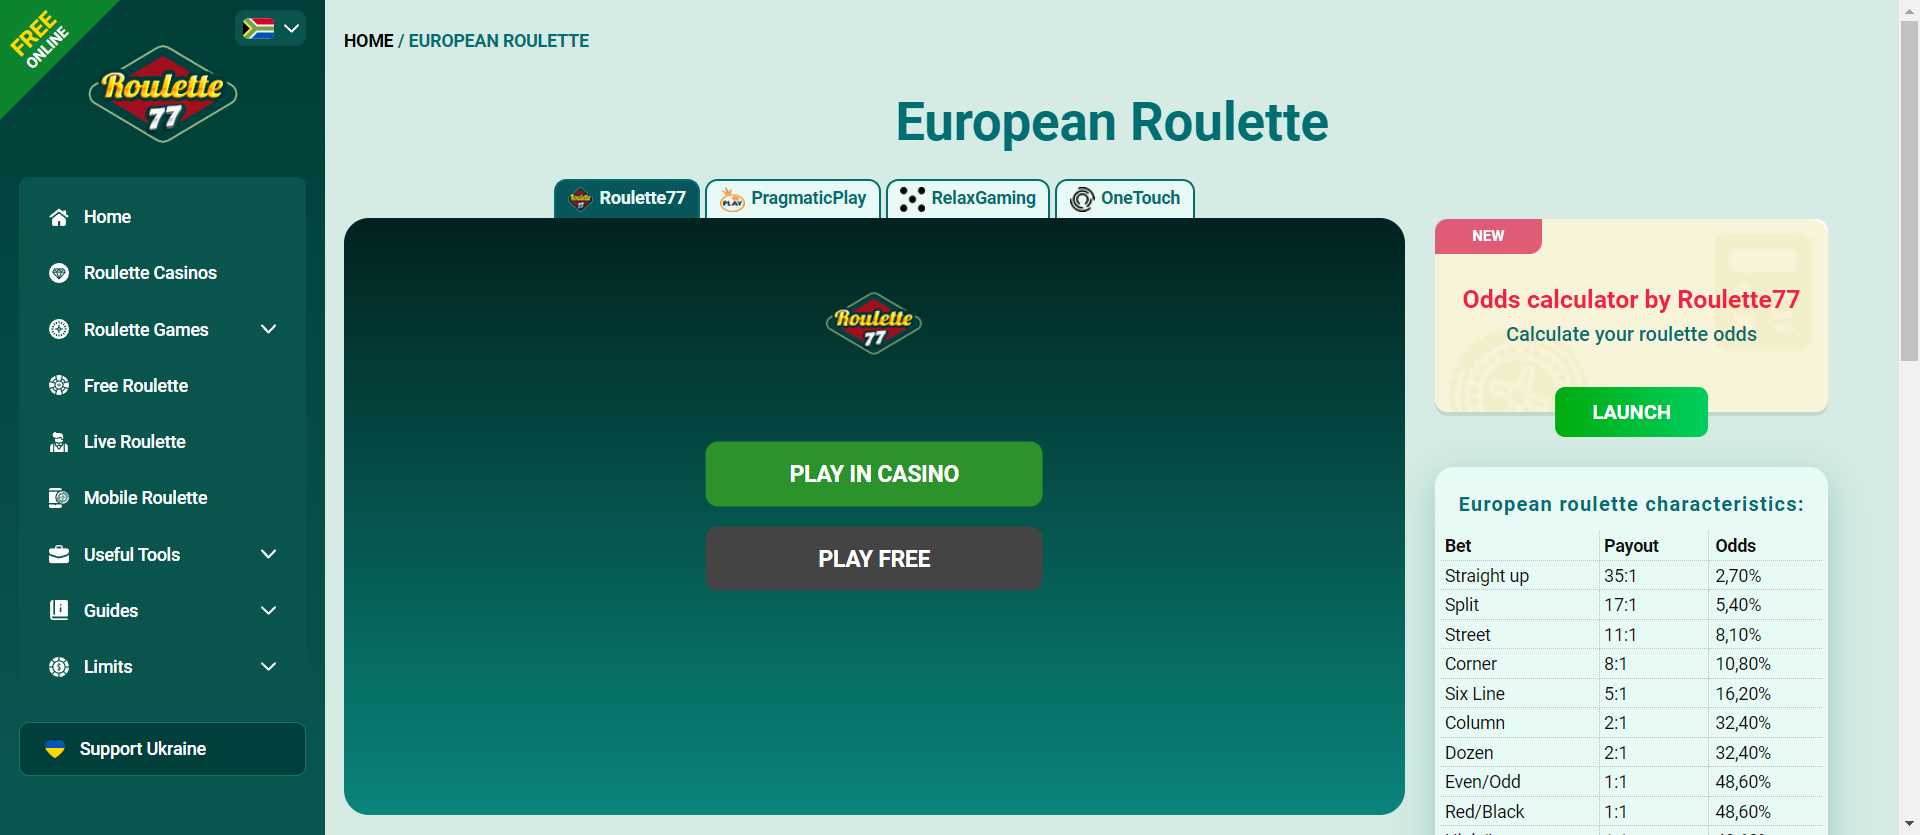 FREE
ONLINE
Roulette
77
Home
Roulette Casinos
Roulette Games
Free Roulette
Live Roulette
Mobile Roulette
Useful Tools
Guides
Limits
Support Ukraine
HOME / EUROPEAN ROULETTE
European Roulette
Roulette77
PLAY PragmaticPlay
RelaxGaming
OneTouch
Roulette
77
PLAY IN CASINO
PLAY FREE
NEW
Odds calculator by Roulette77
Calculate your roulette odds
LAUNCH
European roulette characteristics:
Bet Payout Odds
Straight up 35:1 2,70%
Split 17:1 5,40%
Street 11:1 8,10%
Corner 8:1 10,80%
Six Line 5:1 16,20%
Column 2:1 32,40%
Dozen 2:1 32,40%
Even/Odd 1:1 48,60%
Red/Black 1:1 48,60%